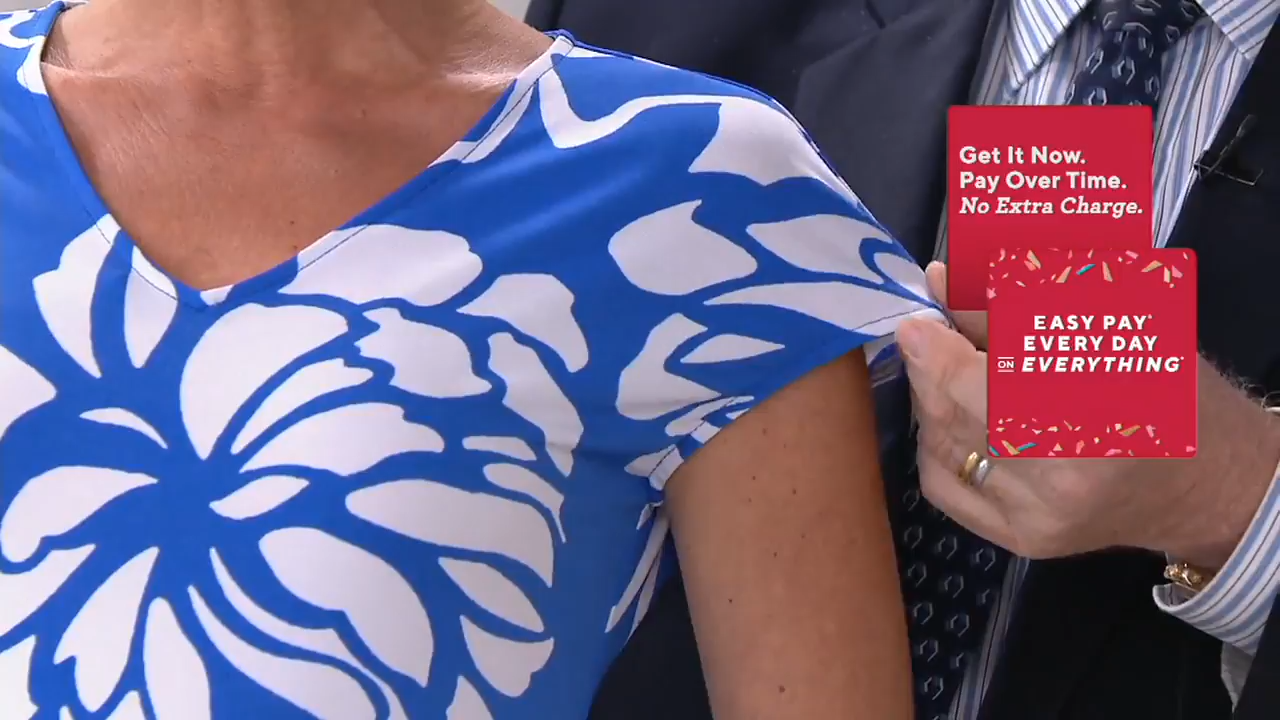 Get It Now.
Pay Over Time.
No Extra Charge.
EASY PAY®
EVERY DAY
ON EVERYTHING®